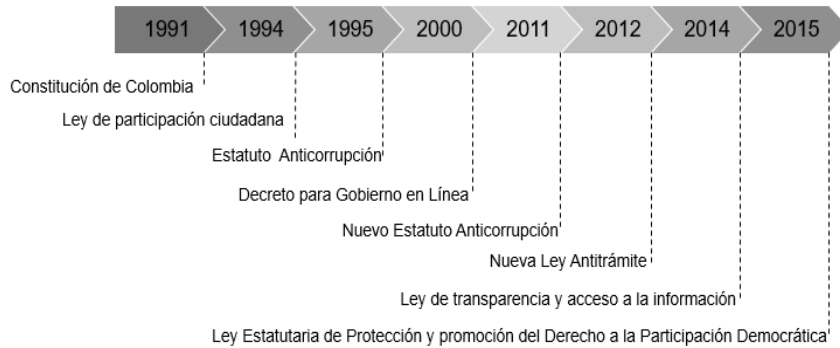 1991 1994 1995 2000 2011 2012 2014 2015
Constitución de Colombia
Ley de participación ciudadana
Estatuto Anticorrupción
Decreto para Gobierno en Línea
Nuevo Estatuto Anticorrupción
Nueva Ley Antitrámite
Ley de transparencia y acceso a la información
Ley Estatutaria de Protección y promoción del Derecho a la Participación Democrática